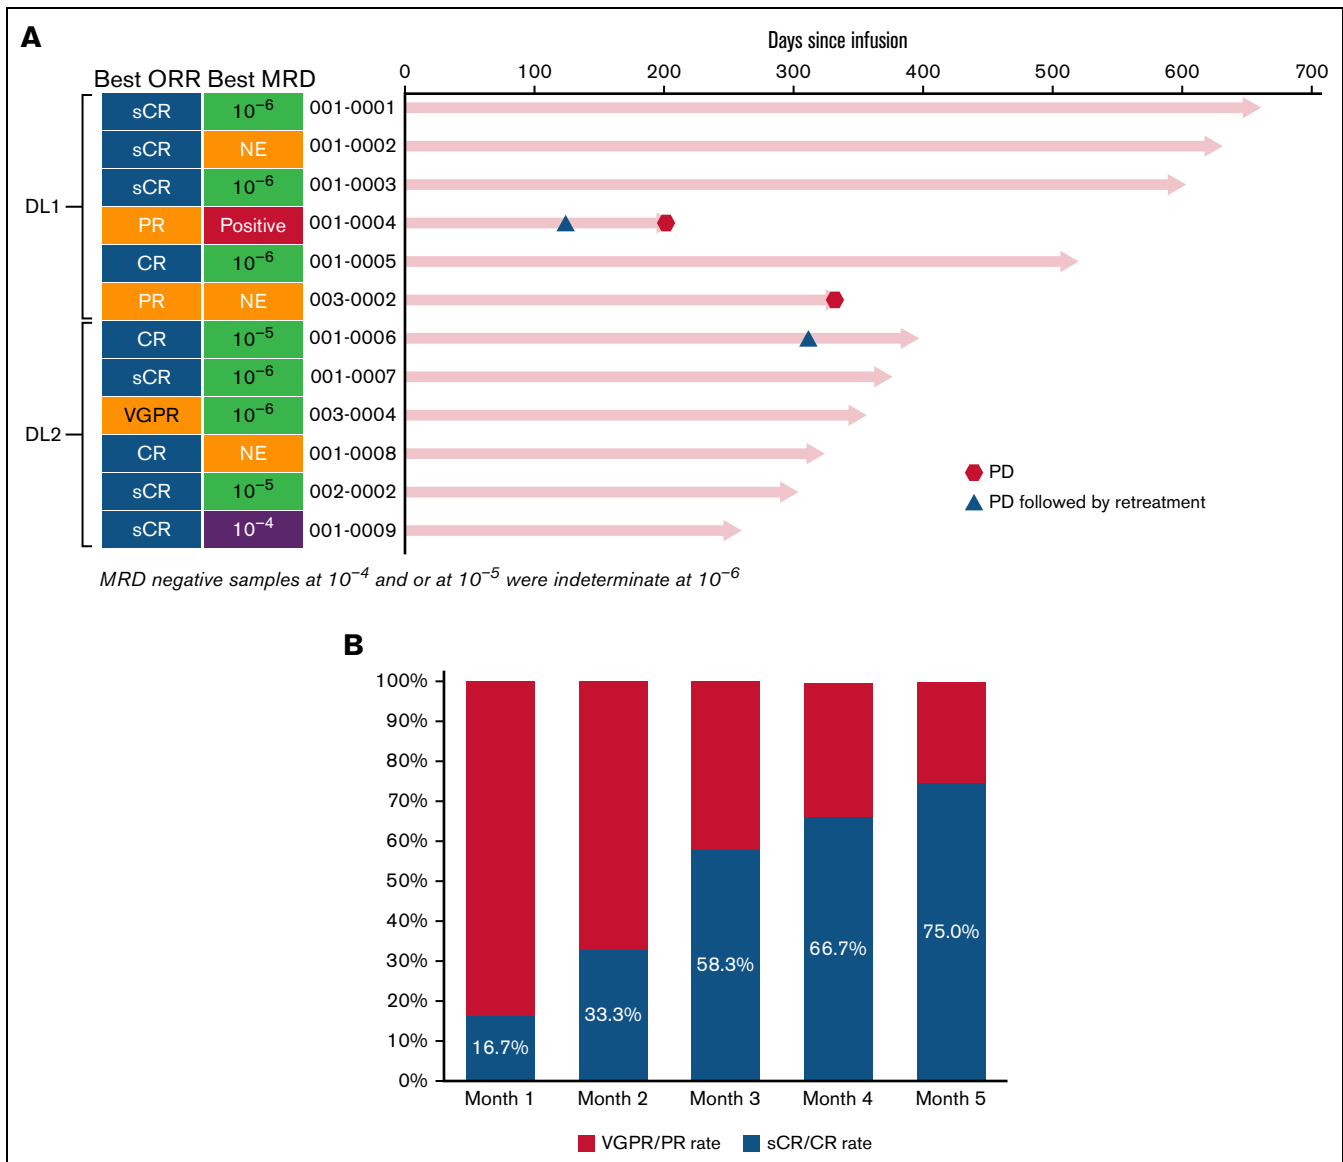 A
Days since infusion
Best ORR Best MRD 0 100 200 300 400 500 600 700
sCR 10⁻⁶ 001-0001
sCR NE 001-0002
sCR 10⁻⁶ 001-0003
DL1
PR Positive 001-0004
CR 10⁻⁶ 001-0005
PR NE 003-0002
CR 10⁻⁵ 001-0006
sCR 10⁻⁶ 001-0007
VGPR 10⁻⁶ 003-0004
DL2
CR NE 001-0008
sCR 10⁻⁵ 002-0002
sCR 10⁻⁴ 001-0009
PD
PD followed by retreatment
MRD negative samples at 10⁻⁴ and or at 10⁻⁵ were indeterminate at 10⁻⁶
B
100%
90%
80%
70%
60%
50%
40%
30%
20%
10%
0%
16.7%
33.3%
58.3%
66.7%
75.0%
Month 1 Month 2 Month 3 Month 4 Month 5
VGPR/PR rate sCR/CR rate